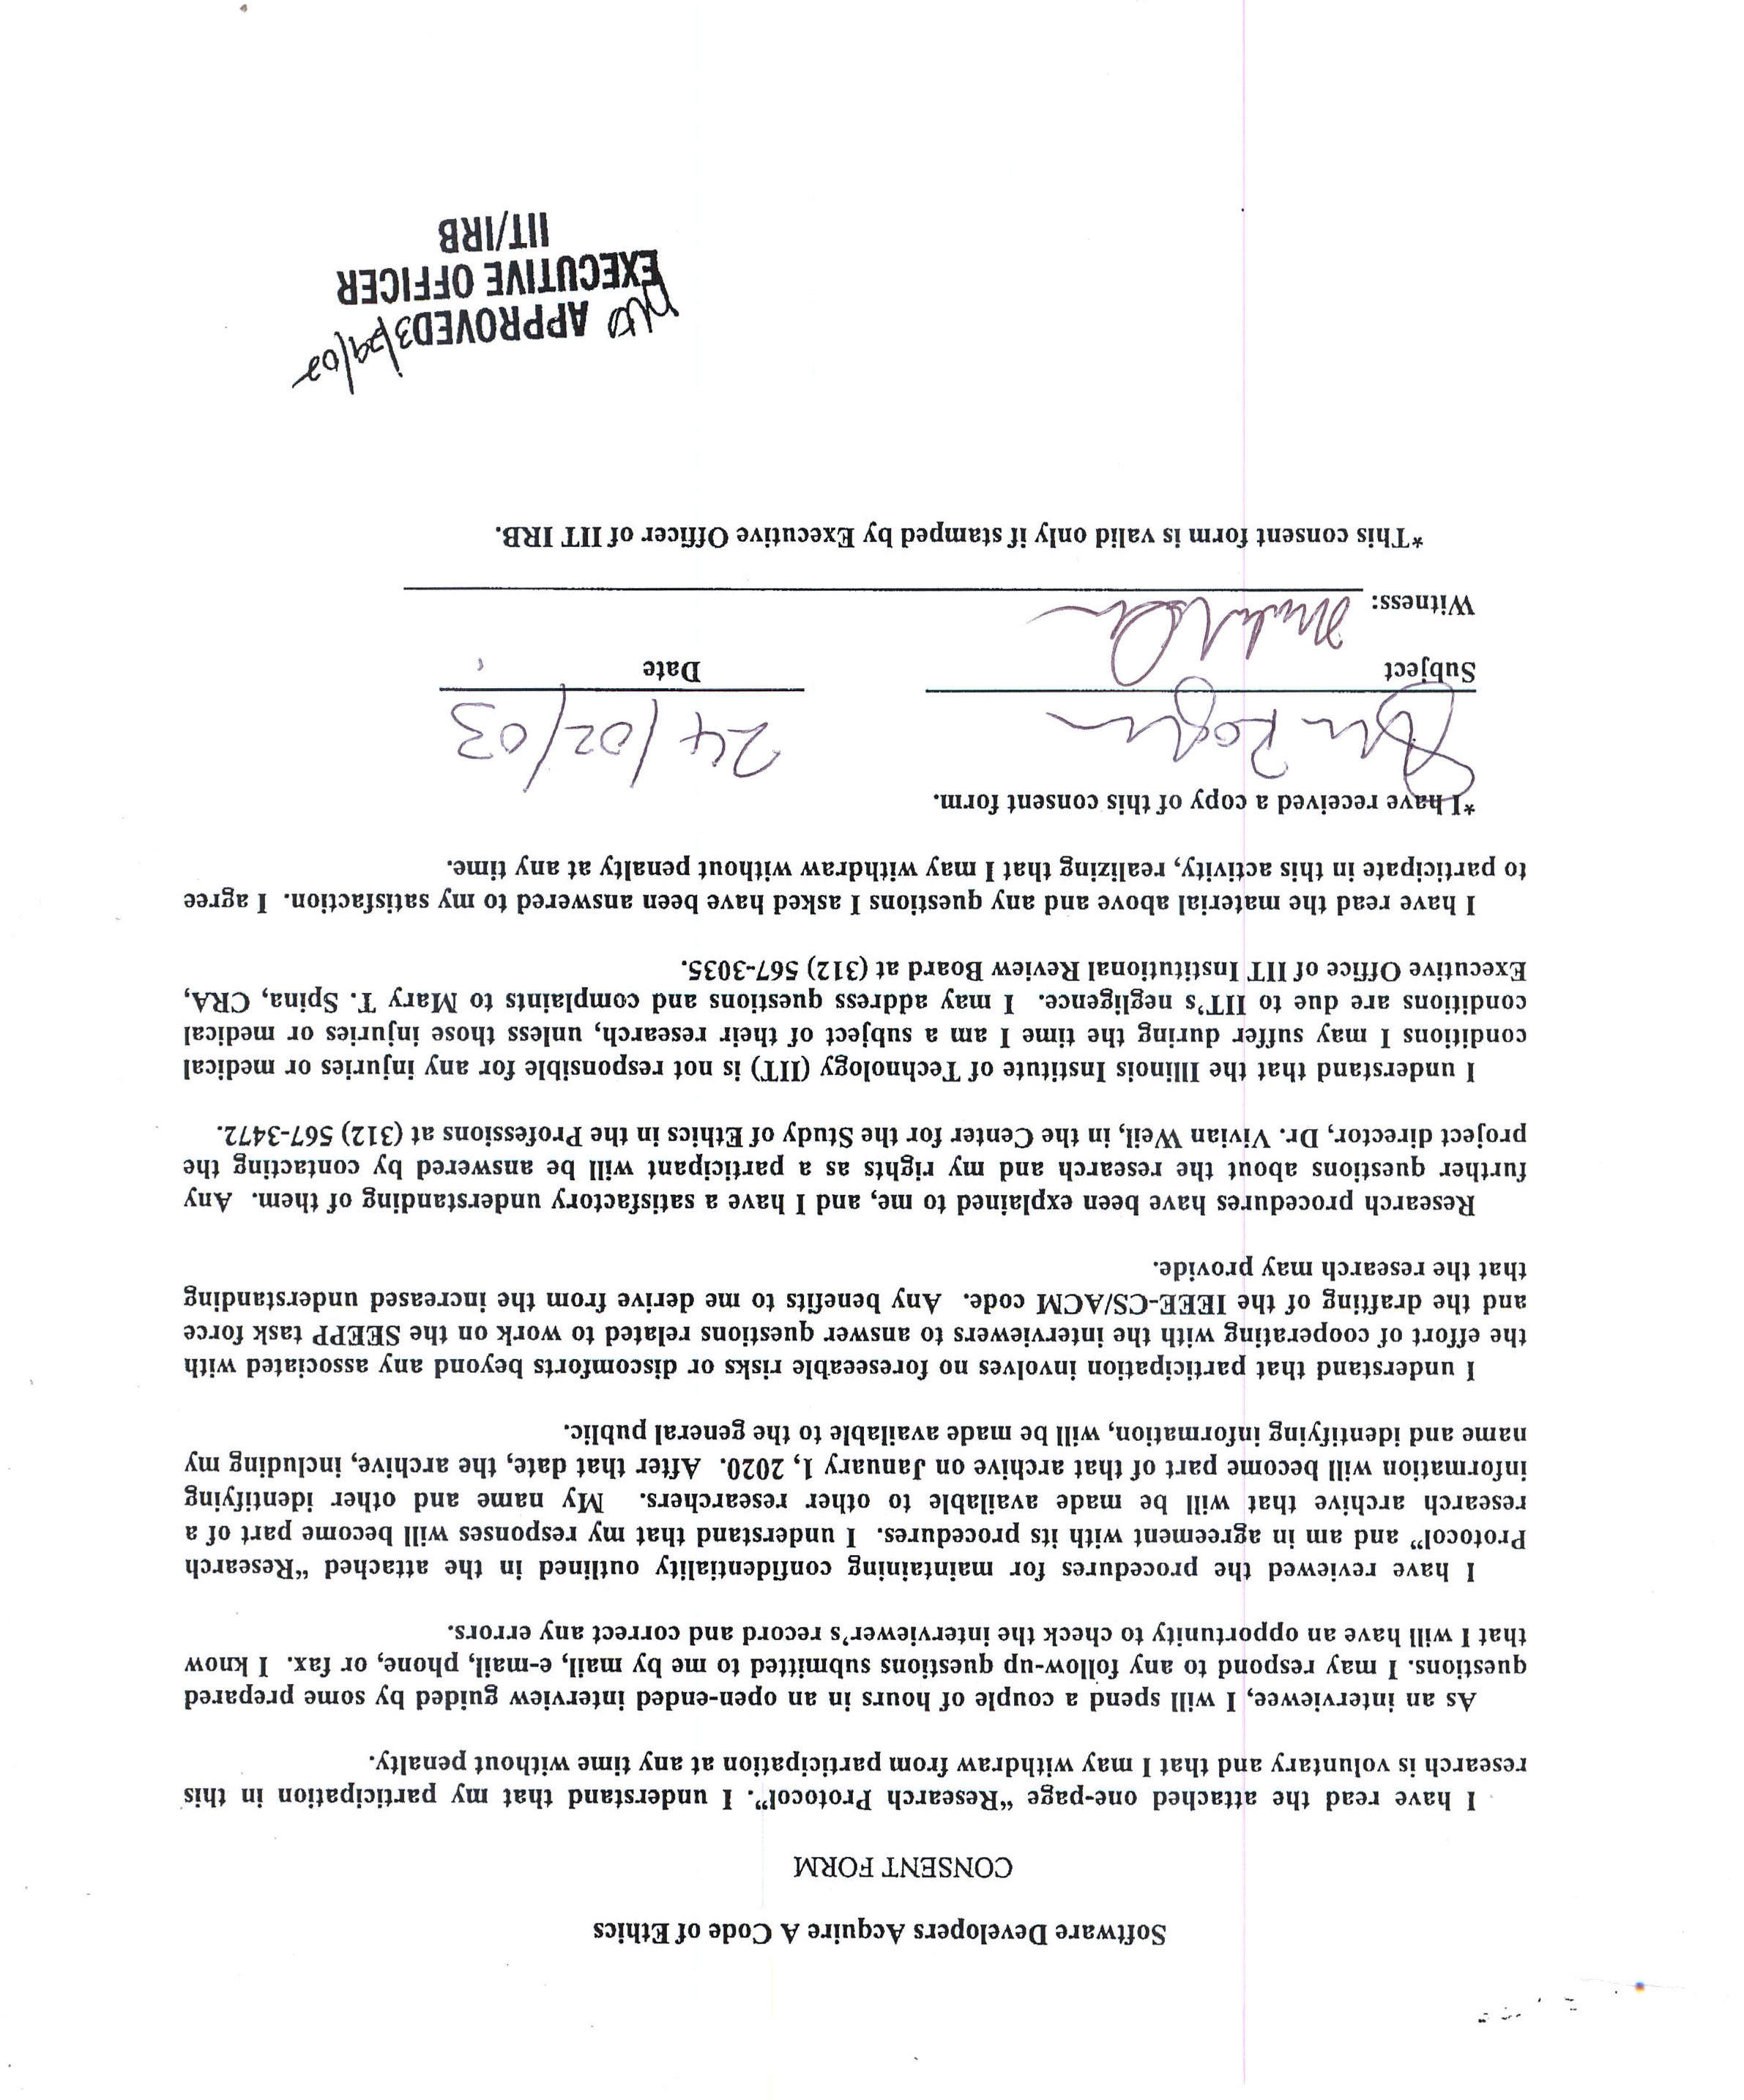 Software Developers Acquire A Code of Ethics
CONSENT FORM
I have read the attached one-page “Research Protocol”. I understand that my participation in this
research is voluntary and that I may withdraw from participation at any time without penalty.
As an interviewee, I will spend a couple of hours in an open-ended interview guided by some prepared
questions. I may respond to any follow-up questions submitted to me by mail, e-mail, phone, or fax. I know
that I will have an opportunity to check the interviewer’s record and correct any errors.
I have reviewed the procedures for maintaining confidentiality outlined in the attached “Research
Protocol” and am in agreement with its procedures. I understand that my responses will become part of a
research archive that will be made available to other researchers. My name and other identifying
information will become part of that archive on January 1, 2020. After that date, the archive, including my
name and identifying information, will be made available to the general public.
I understand that participation involves no foreseeable risks or discomforts beyond any associated with
the effort of cooperating with the interviewers to answer questions related to work on the SEEPP task force
and the drafting of the IEEE-CS/ACM code. Any benefits to me derive from the increased understanding
that the research may provide.
Research procedures have been explained to me, and I have a satisfactory understanding of them. Any
further questions about the research and my rights as a participant will be answered by contacting the
project director, Dr. Vivian Weil, in the Center for the Study of Ethics in the Professions at (312) 567-3472.
I understand that the Illinois Institute of Technology (IIT) is not responsible for any injuries or medical
conditions I may suffer during the time I am a subject of their research, unless those injuries or medical
conditions are due to IIT’s negligence. I may address questions and complaints to Mary T. Spina, CRA,
Executive Office of IIT Institutional Review Board at (312) 567-3035.
I have read the material above and any questions I asked have been answered to my satisfaction. I agree
to participate in this activity, realizing that I may withdraw without penalty at any time.
*I have received a copy of this consent form.
24/02/03
Subject Date
Witness:
*This consent form is valid only if stamped by Executive Officer of IIT IRB.
APPROVED 3/29/02
EXECUTIVE OFFICER
IIT/IRB